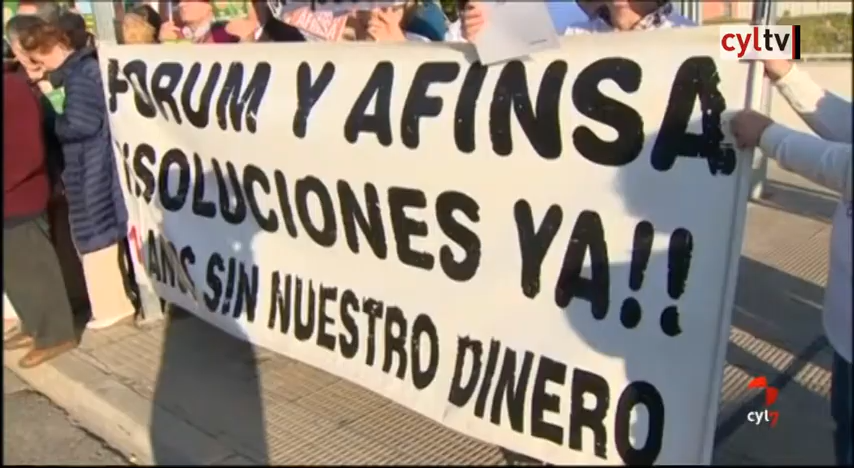 cyltv
FORUM Y AFINSA
¡¡SOLUCIONES YA!!
AÑOS SIN NUESTRO DINERO
cyl7